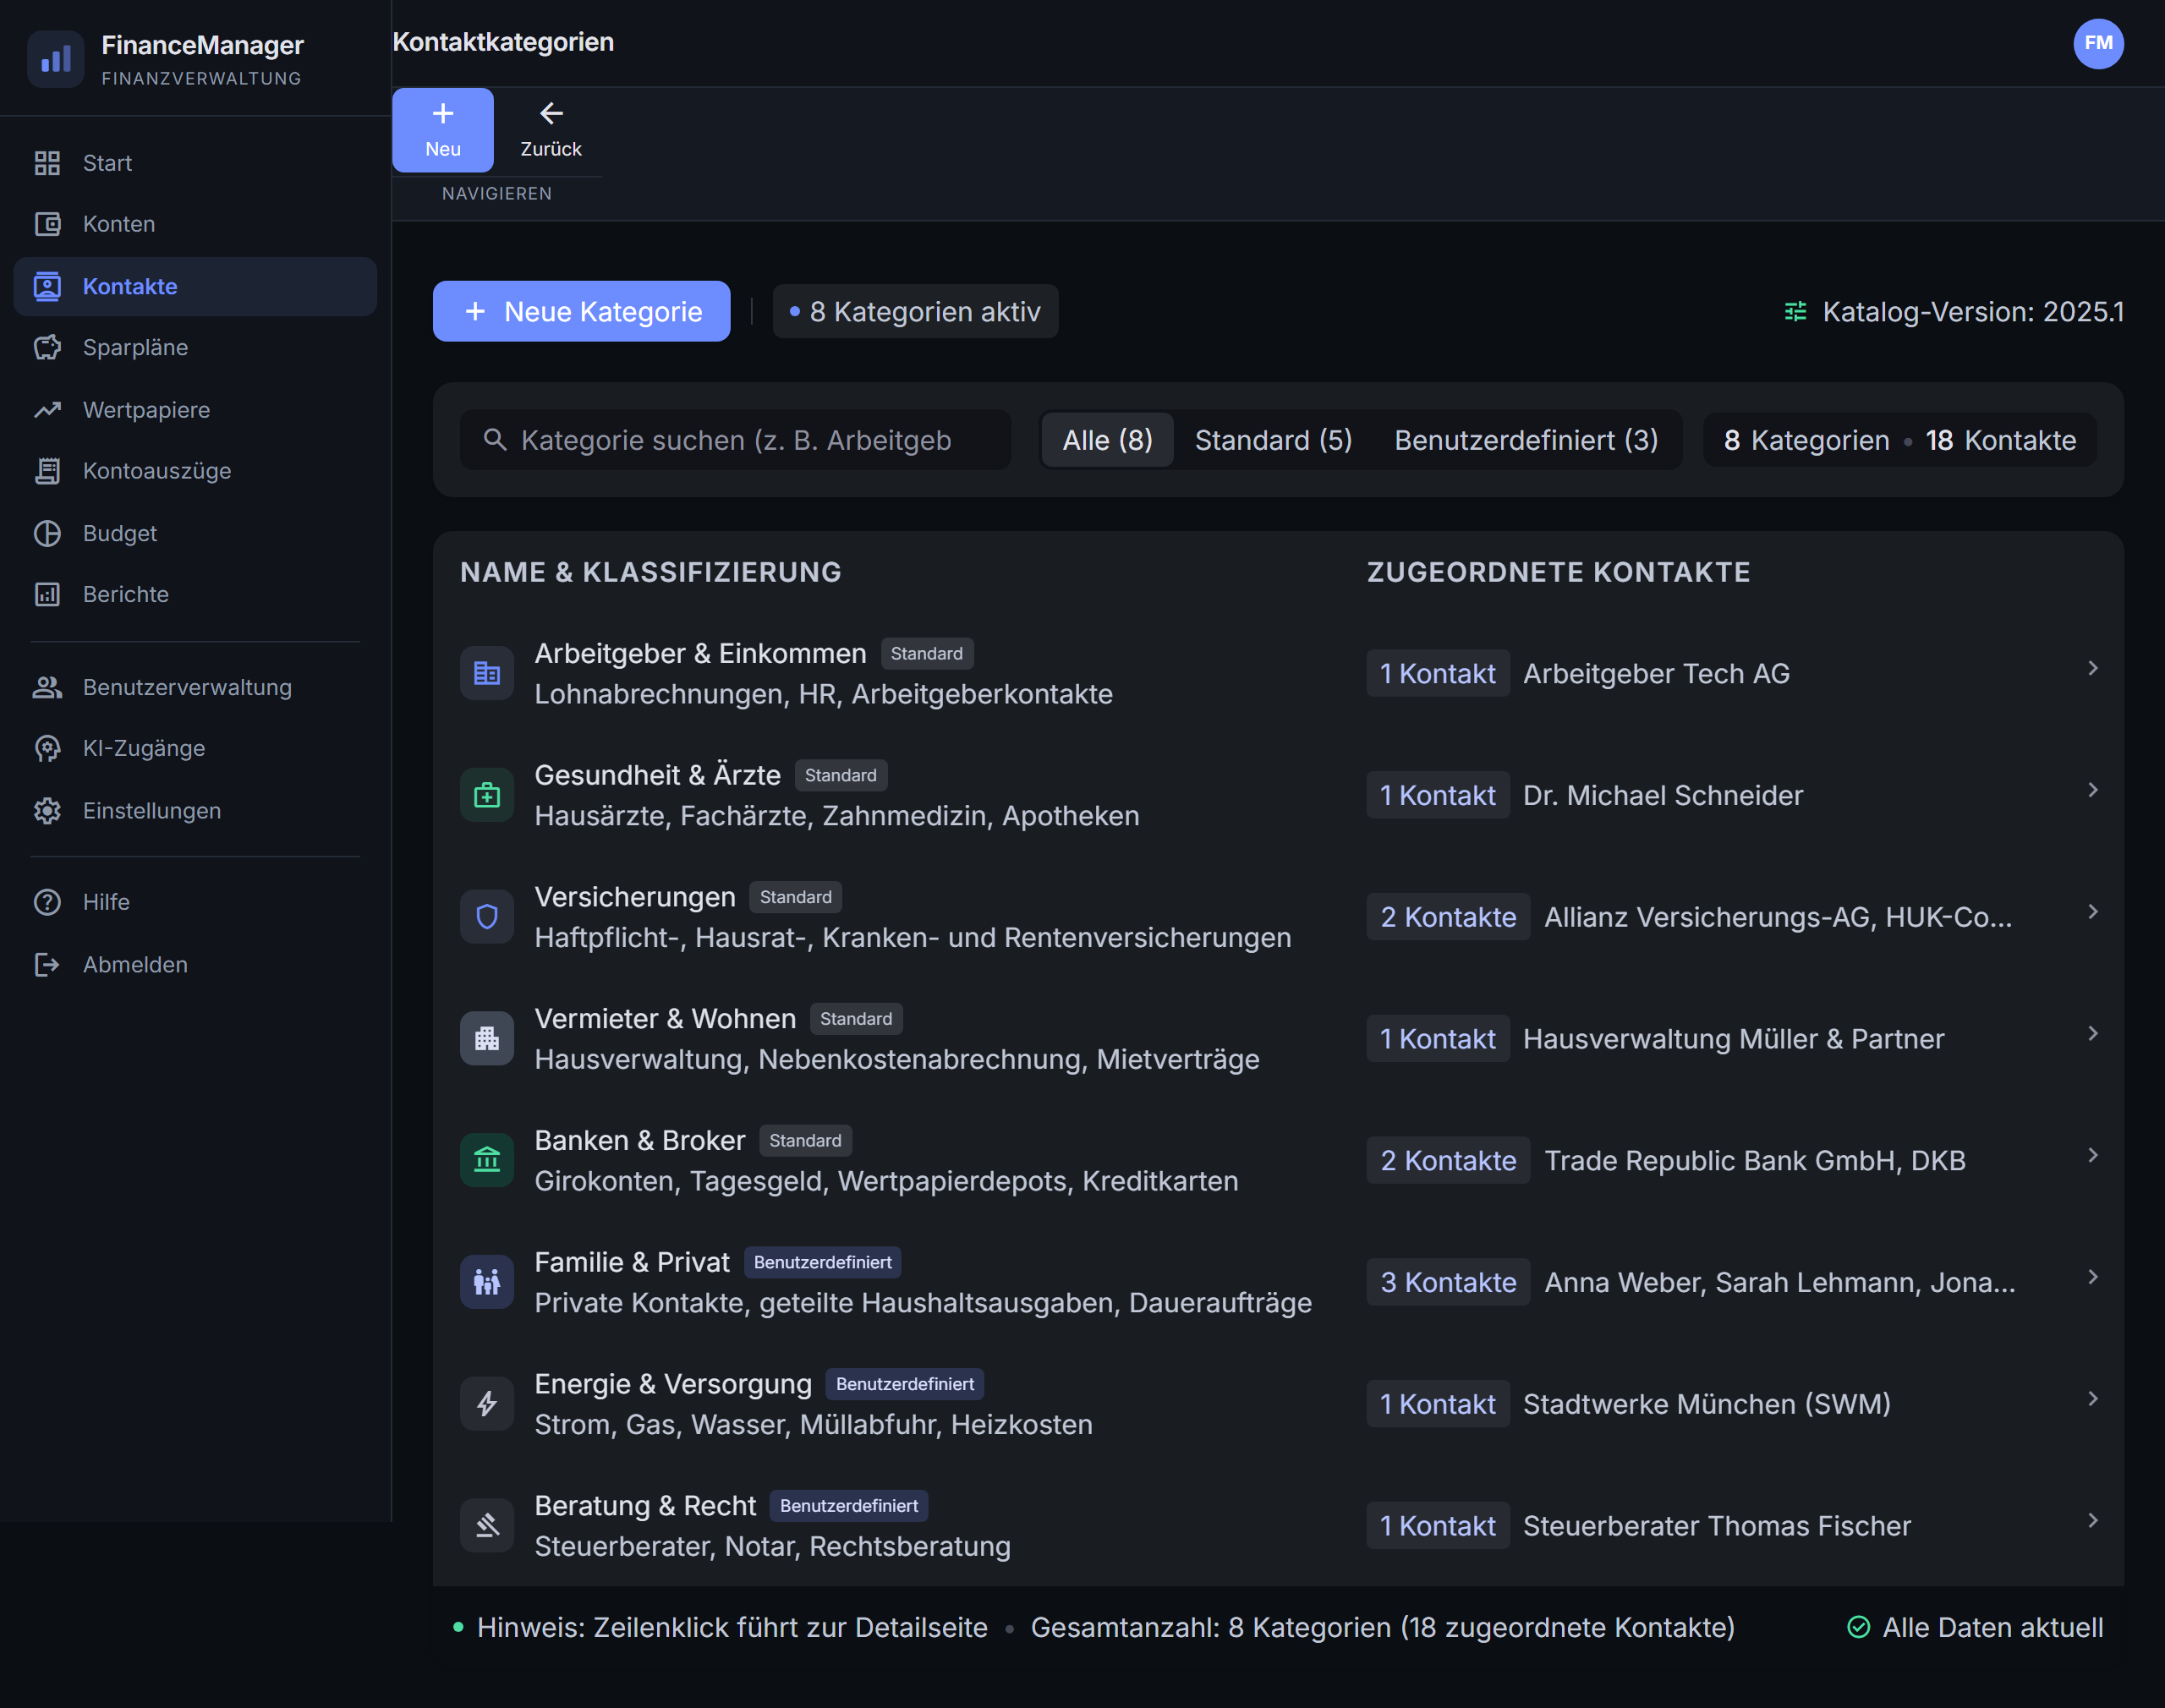 FinanceManager
FINANZVERWALTUNG
Start
Konten
Kontakte
Sparpläne
Wertpapiere
Kontoauszüge
Budget
Berichte
Benutzerverwaltung
KI-Zugänge
Einstellungen
Hilfe
Abmelden
Kontaktkategorien
FM
Neu
Zurück
NAVIGIEREN
Neue Kategorie
8 Kategorien aktiv
Katalog-Version: 2025.1
Kategorie suchen (z. B. Arbeitgeb
Alle (8)
Standard (5)
Benutzerdefiniert (3)
8 Kategorien • 18 Kontakte
NAME & KLASSIFIZIERUNG
ZUGEORDNETE KONTAKTE
Arbeitgeber & Einkommen Standard
Lohnabrechnungen, HR, Arbeitgeberkontakte
1 Kontakt Arbeitgeber Tech AG
Gesundheit & Ärzte Standard
Hausärzte, Fachärzte, Zahnmedizin, Apotheken
1 Kontakt Dr. Michael Schneider
Versicherungen Standard
Haftpflicht-, Hausrat-, Kranken- und Rentenversicherungen
2 Kontakte Allianz Versicherungs-AG, HUK-Co...
Vermieter & Wohnen Standard
Hausverwaltung, Nebenkostenabrechnung, Mietverträge
1 Kontakt Hausverwaltung Müller & Partner
Banken & Broker Standard
Girokonten, Tagesgeld, Wertpapierdepots, Kreditkarten
2 Kontakte Trade Republic Bank GmbH, DKB
Familie & Privat Benutzerdefiniert
Private Kontakte, geteilte Haushaltsausgaben, Daueraufträge
3 Kontakte Anna Weber, Sarah Lehmann, Jona...
Energie & Versorgung Benutzerdefiniert
Strom, Gas, Wasser, Müllabfuhr, Heizkosten
1 Kontakt Stadtwerke München (SWM)
Beratung & Recht Benutzerdefiniert
Steuerberater, Notar, Rechtsberatung
1 Kontakt Steuerberater Thomas Fischer
Hinweis: Zeilenklick führt zur Detailseite • Gesamtanzahl: 8 Kategorien (18 zugeordnete Kontakte)
Alle Daten aktuell